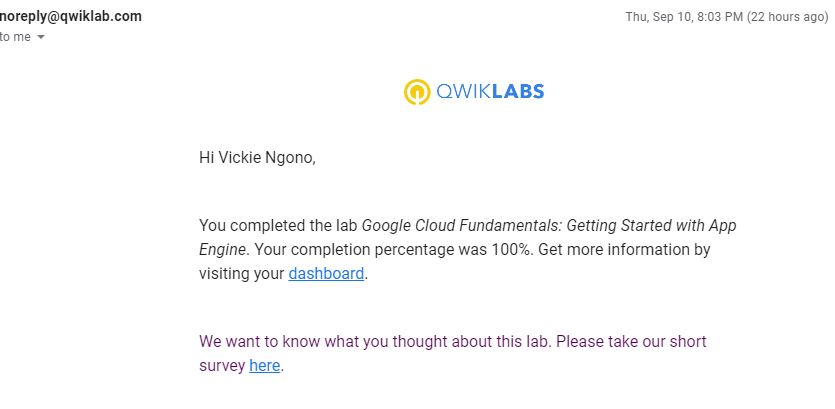 noreply@qwiklab.com
Thu, Sep 10, 8:03 PM (22 hours ago)
to me
QWIKLABS
Hi Vickie Ngono,
You completed the lab Google Cloud Fundamentals: Getting Started with App
Engine. Your completion percentage was 100%. Get more information by
visiting your dashboard.
We want to know what you thought about this lab. Please take our short
survey here.